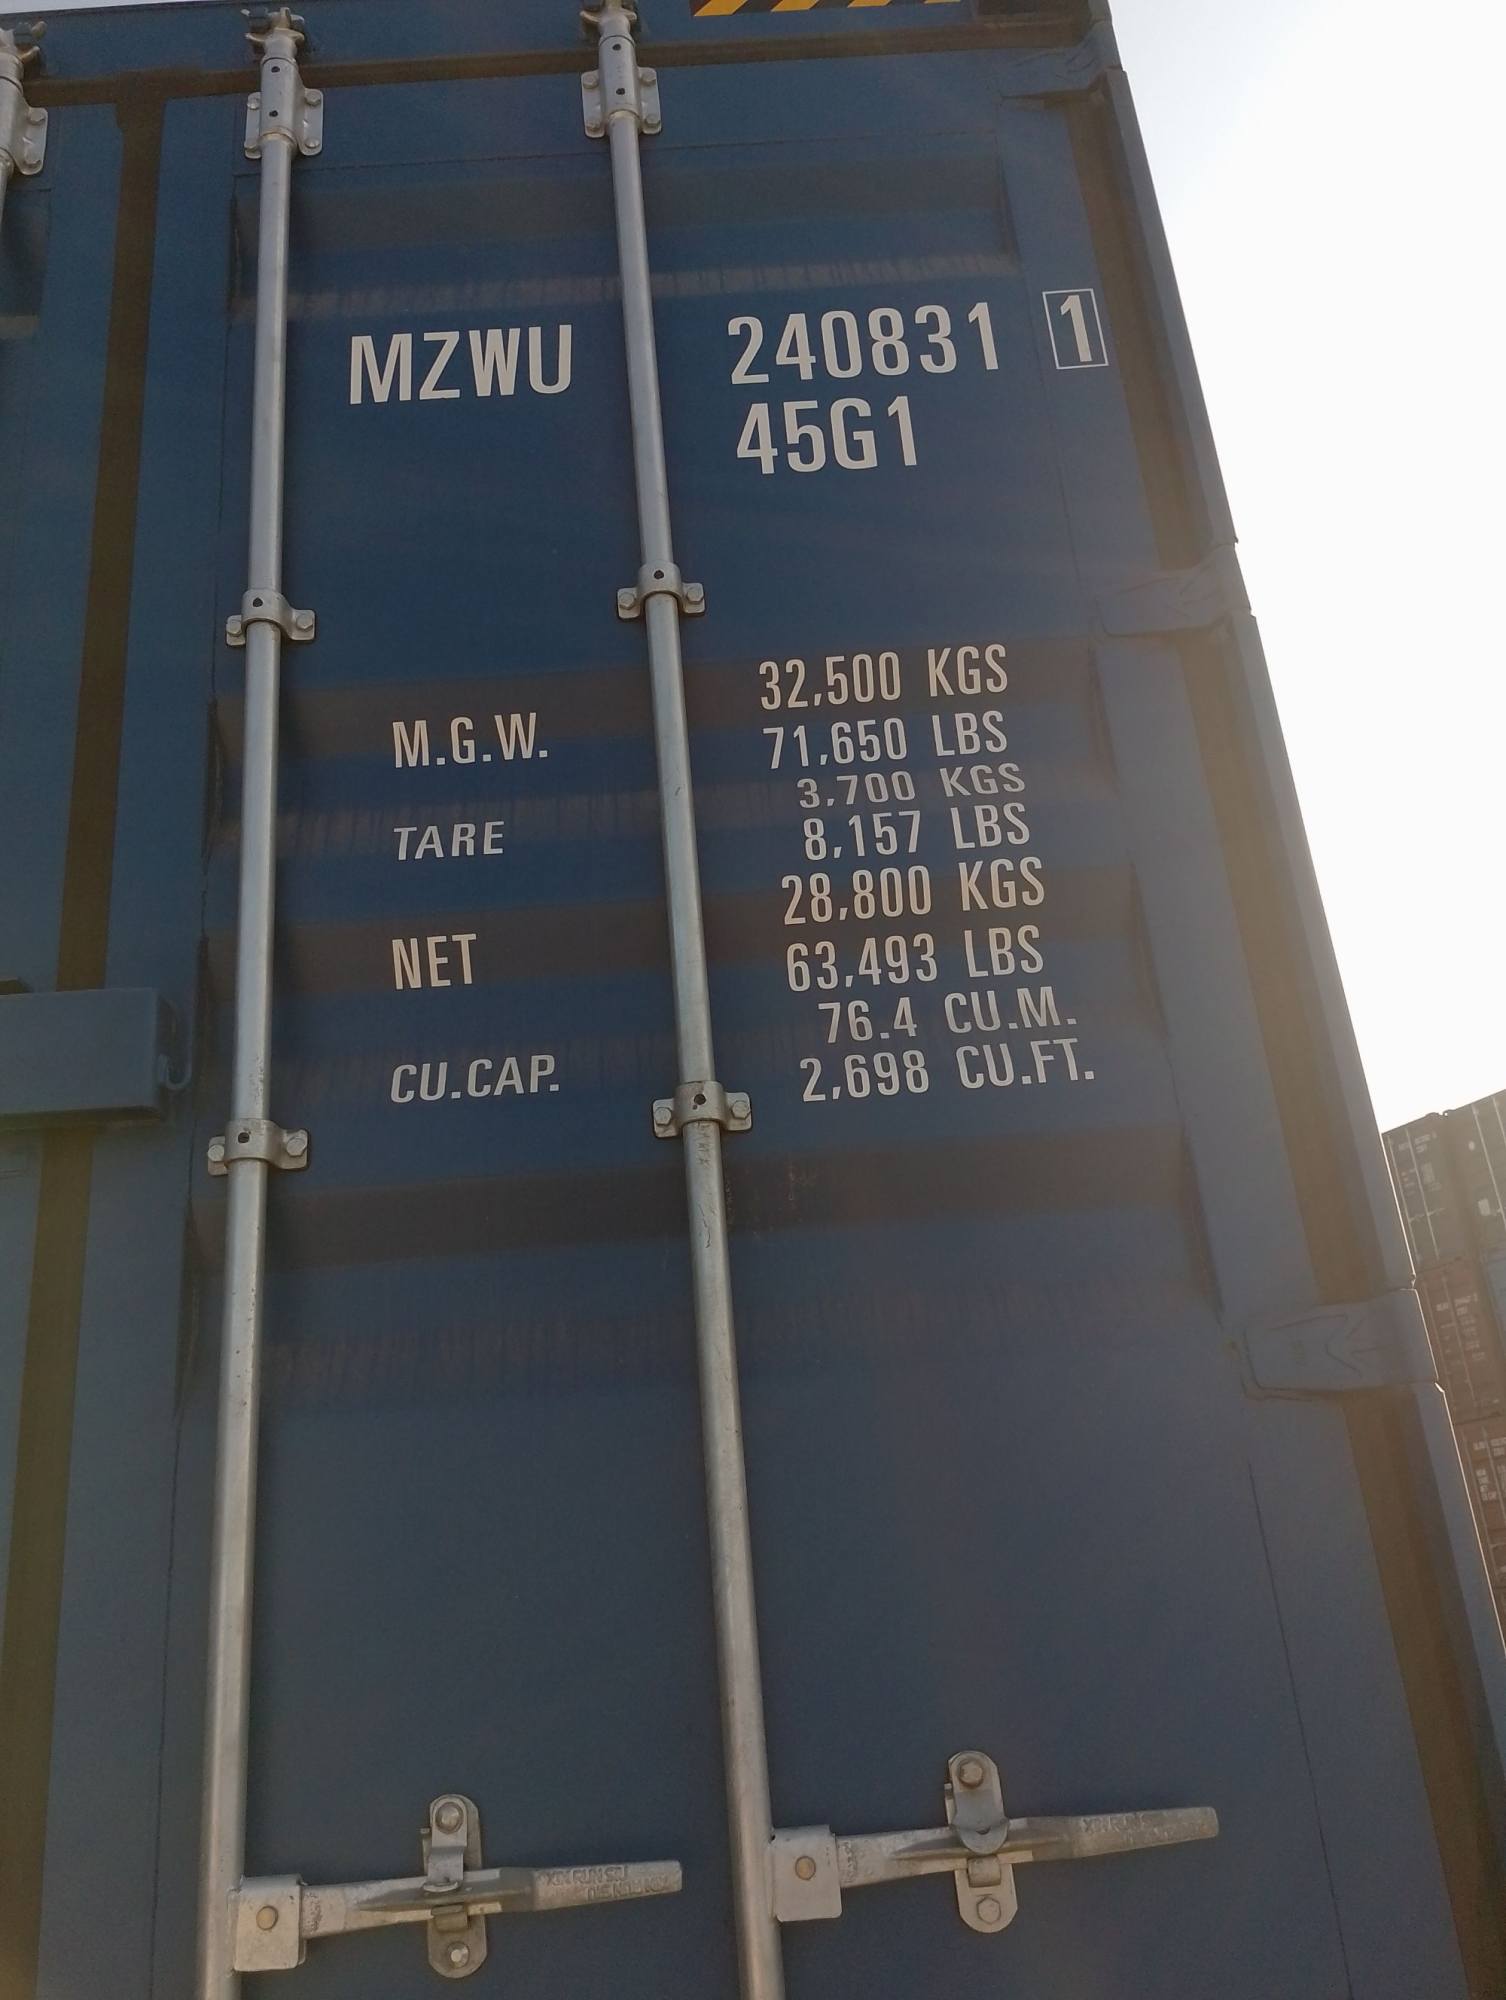 MZWU 240831 1
45G1
32,500 KGS
M.G.W. 71,650 LBS
3,700 KGS
TARE 8,157 LBS
28,800 KGS
NET 63,493 LBS
76.4 CU.M.
CU.CAP. 2,698 CU.FT.